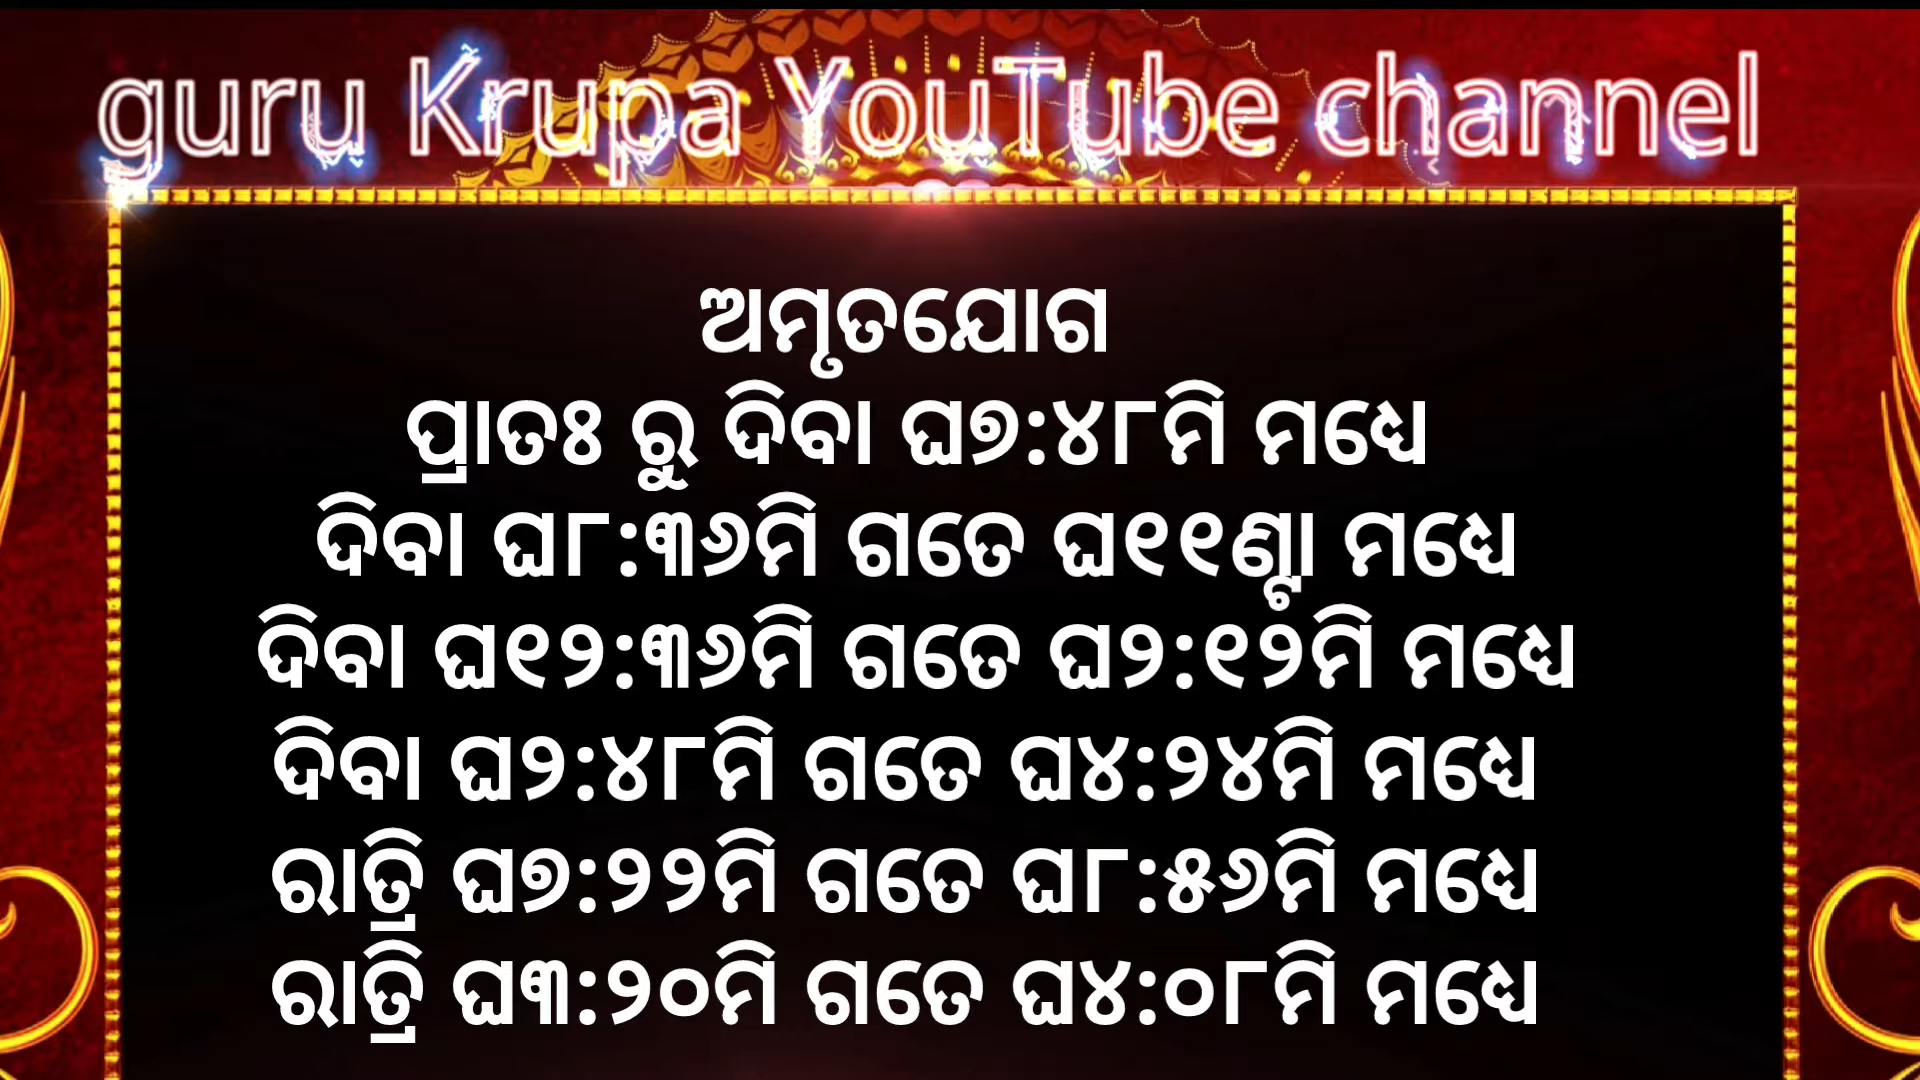 guru Krupa YouTube channel
ଅମୃତଯୋଗ
ପ୍ରାତଃ ରୁ ଦିବା ଘ୭:୪୮ମି ମଧ୍ୟେ
ଦିବା ଘ୮:୩୬ମି ଗତେ ଘ୧୧ଣ୍ଟା ମଧ୍ୟେ
ଦିବା ଘ୧୨:୩୬ମି ଗତେ ଘ୨:୧୨ମି ମଧ୍ୟେ
ଦିବା ଘ୨:୪୮ମି ଗତେ ଘ୪:୨୪ମି ମଧ୍ୟେ
ରାତ୍ରି ଘ୭:୨୨ମି ଗତେ ଘ୮:୫୬ମି ମଧ୍ୟେ
ରାତ୍ରି ଘ୩:୨୦ମି ଗତେ ଘ୪:୦୮ମି ମଧ୍ୟେ